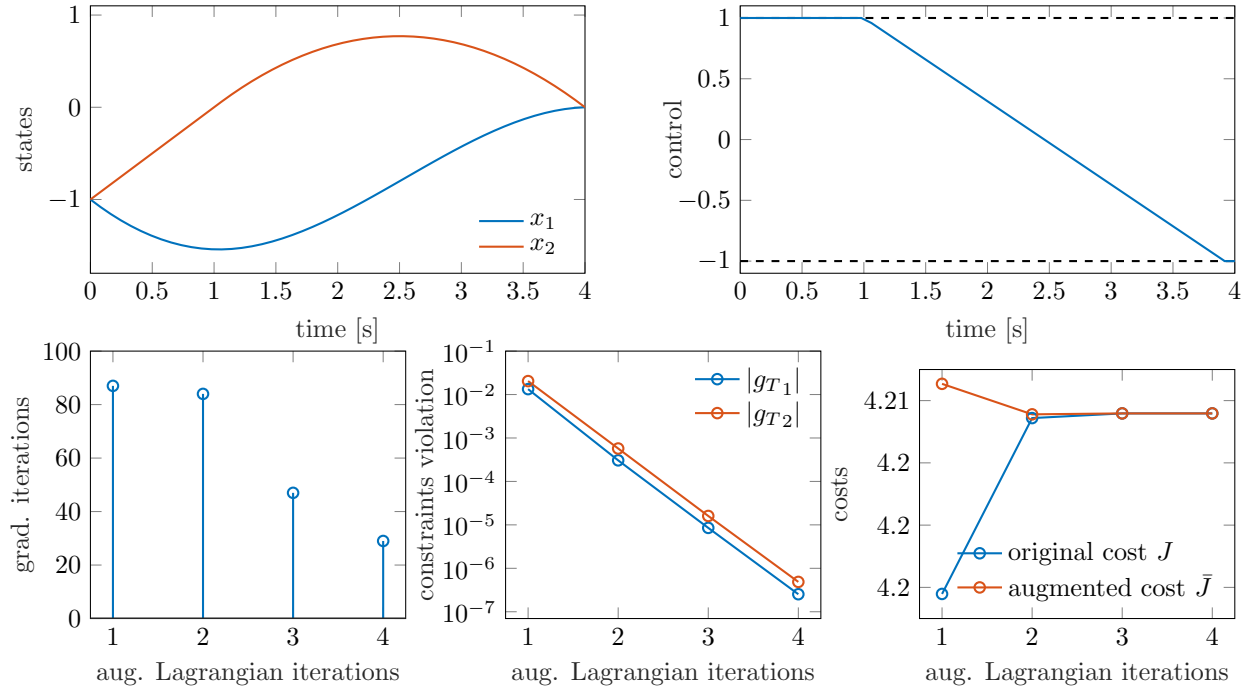 1
0
−1
states
x1
x2
0 0.5 1 1.5 2 2.5 3 3.5 4
time [s]
1
0.5
0
−0.5
−1
control
0 0.5 1 1.5 2 2.5 3 3.5 4
time [s]
100
80
60
40
20
0
grad. iterations
1 2 3 4
aug. Lagrangian iterations
10−1
10−2
10−3
10−4
10−5
10−6
10−7
constraints violation
|gT1|
|gT2|
1 2 3 4
aug. Lagrangian iterations
4.21
4.2
4.2
4.2
costs
original cost J
augmented cost J̄
1 2 3 4
aug. Lagrangian iterations